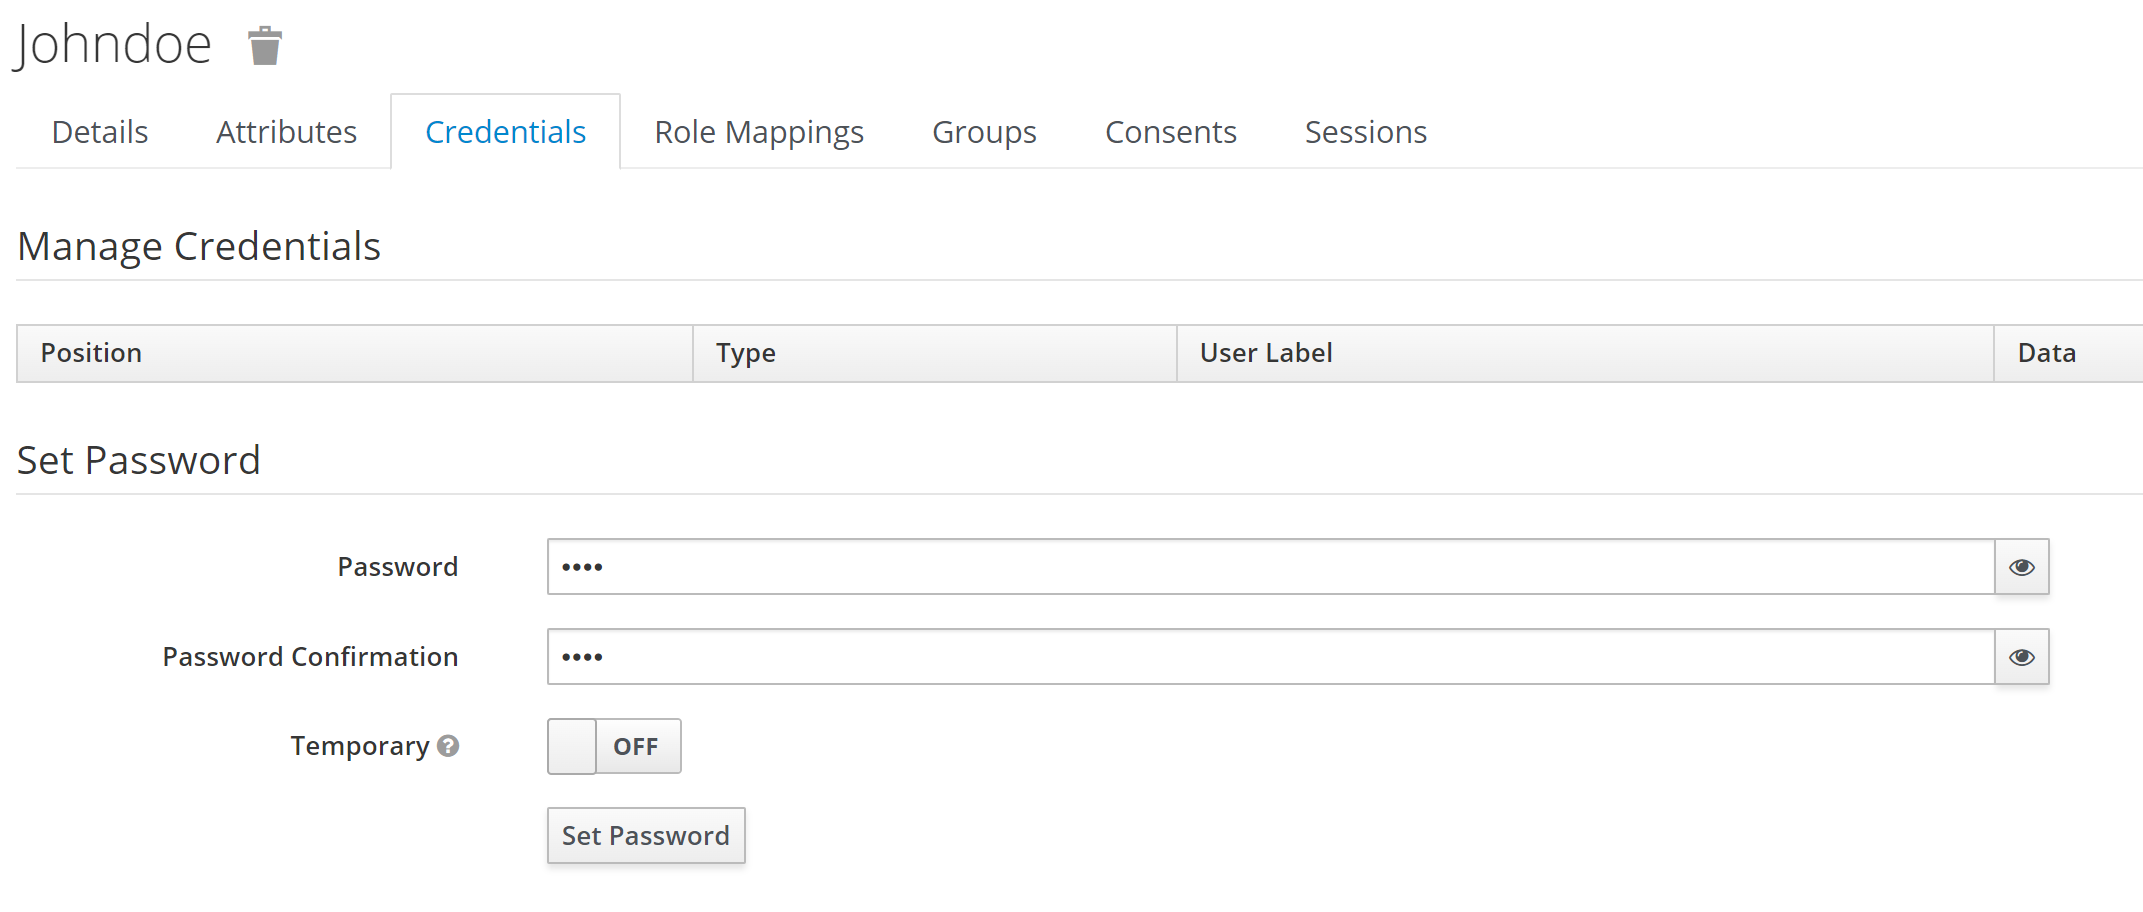 Johndoe
Details Attributes Credentials Role Mappings Groups Consents Sessions
Manage Credentials
Position Type User Label Data
Set Password
Password ••••
Password Confirmation ••••
Temporary ? OFF
Set Password